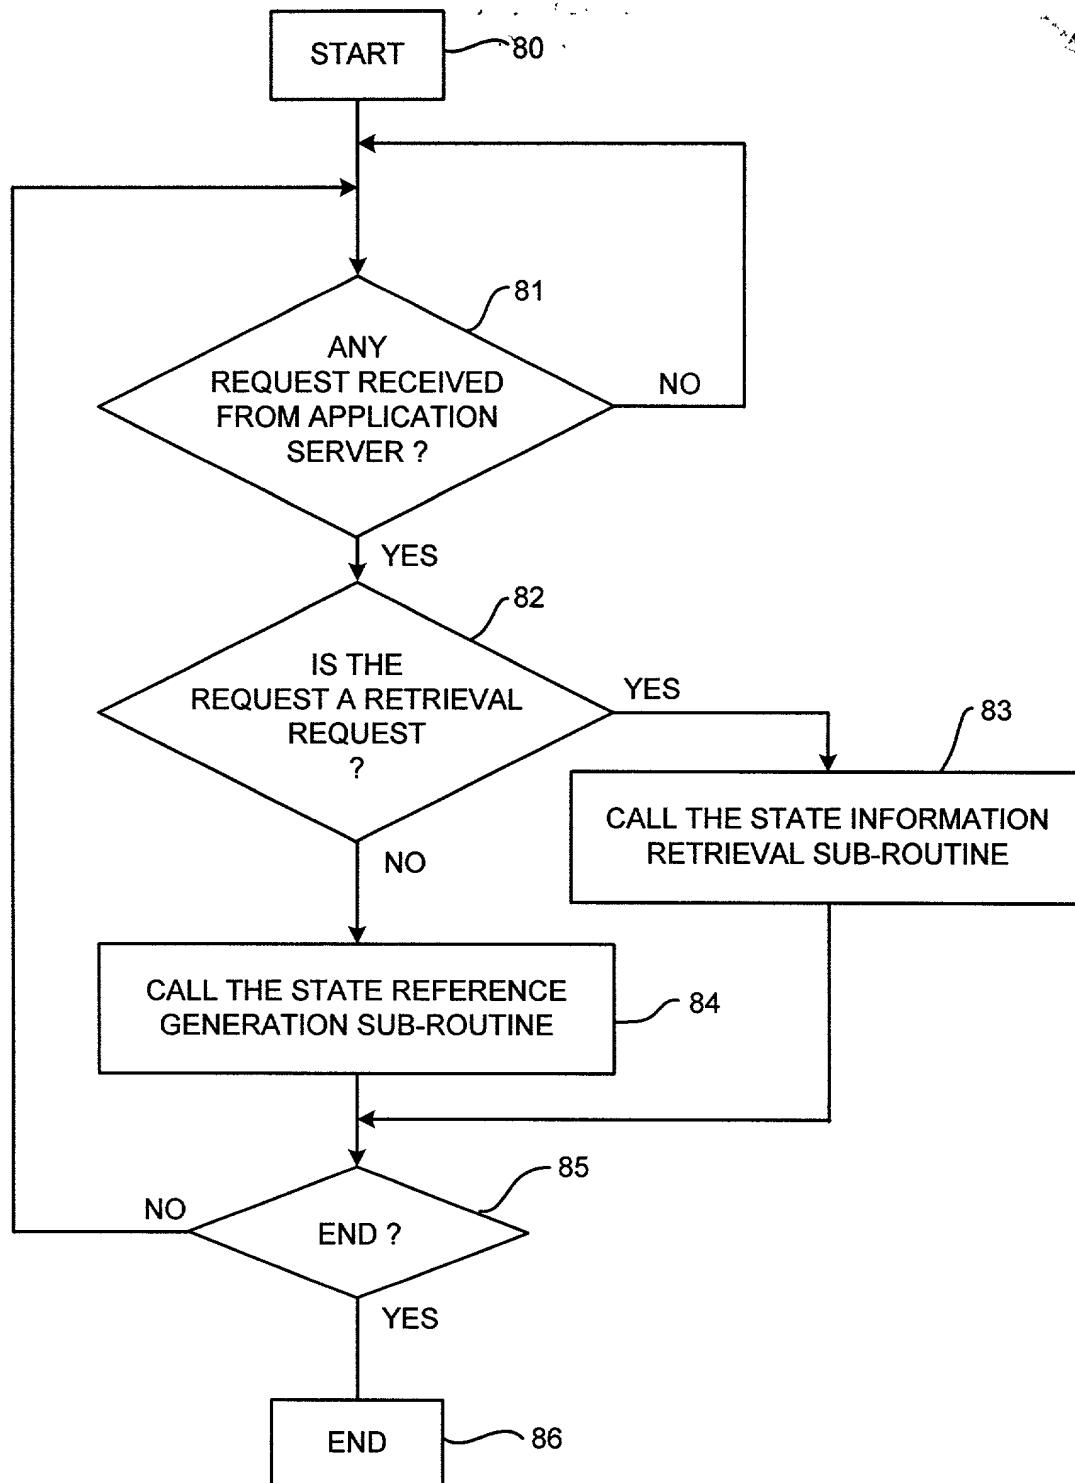 START
80
81
ANY
REQUEST RECEIVED
FROM APPLICATION
SERVER ?
NO
YES
82
IS THE
REQUEST A RETRIEVAL
REQUEST
?
YES
83
CALL THE STATE INFORMATION
RETRIEVAL SUB-ROUTINE
NO
CALL THE STATE REFERENCE
GENERATION SUB-ROUTINE
84
85
NO
END ?
YES
END
86